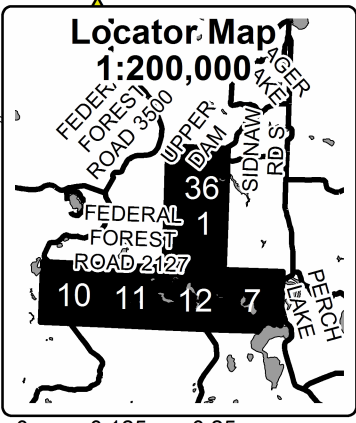 Locator Map
1:200,000
FEDERAL
FOREST
ROAD 3500
UPPER
DAM
SIDNAW
RD S
36
1
FEDERAL
FOREST
ROAD 2127
10 11 12 7
PERCH
LAKE